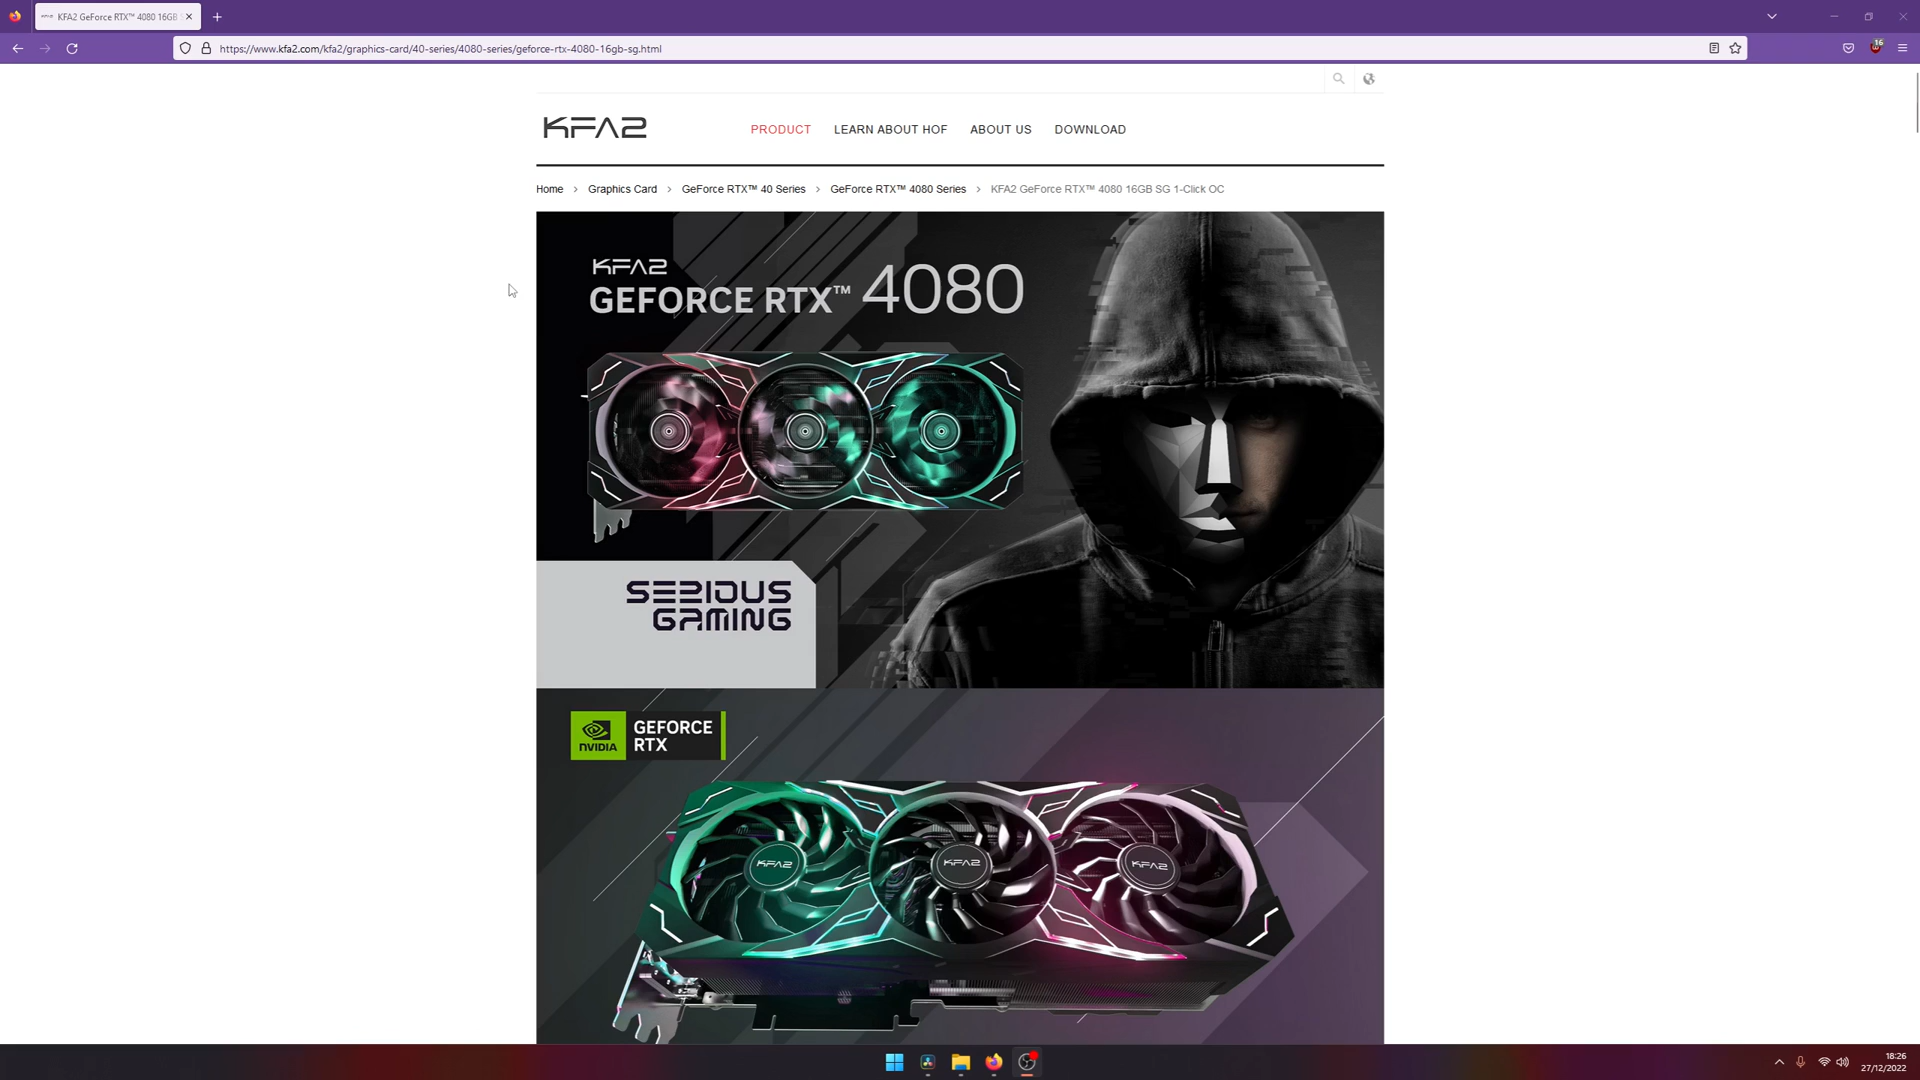 KFA2 GeForce RTX™ 4080 16GB S
https://www.kfa2.com/kfa2/graphics-card/40-series/4080-series/geforce-rtx-4080-16gb-sg.html
16
KFA2
PRODUCT
LEARN ABOUT HOF
ABOUT US
DOWNLOAD
Home > Graphics Card > GeForce RTX™ 40 Series > GeForce RTX™ 4080 Series > KFA2 GeForce RTX™ 4080 16GB SG 1-Click OC
KFA2
GEFORCE RTX™ 4080
SERIOUS
GAMING
NVIDIA
GEFORCE
RTX
KFA2
KFA2
KFA2
18:26
27/12/2022